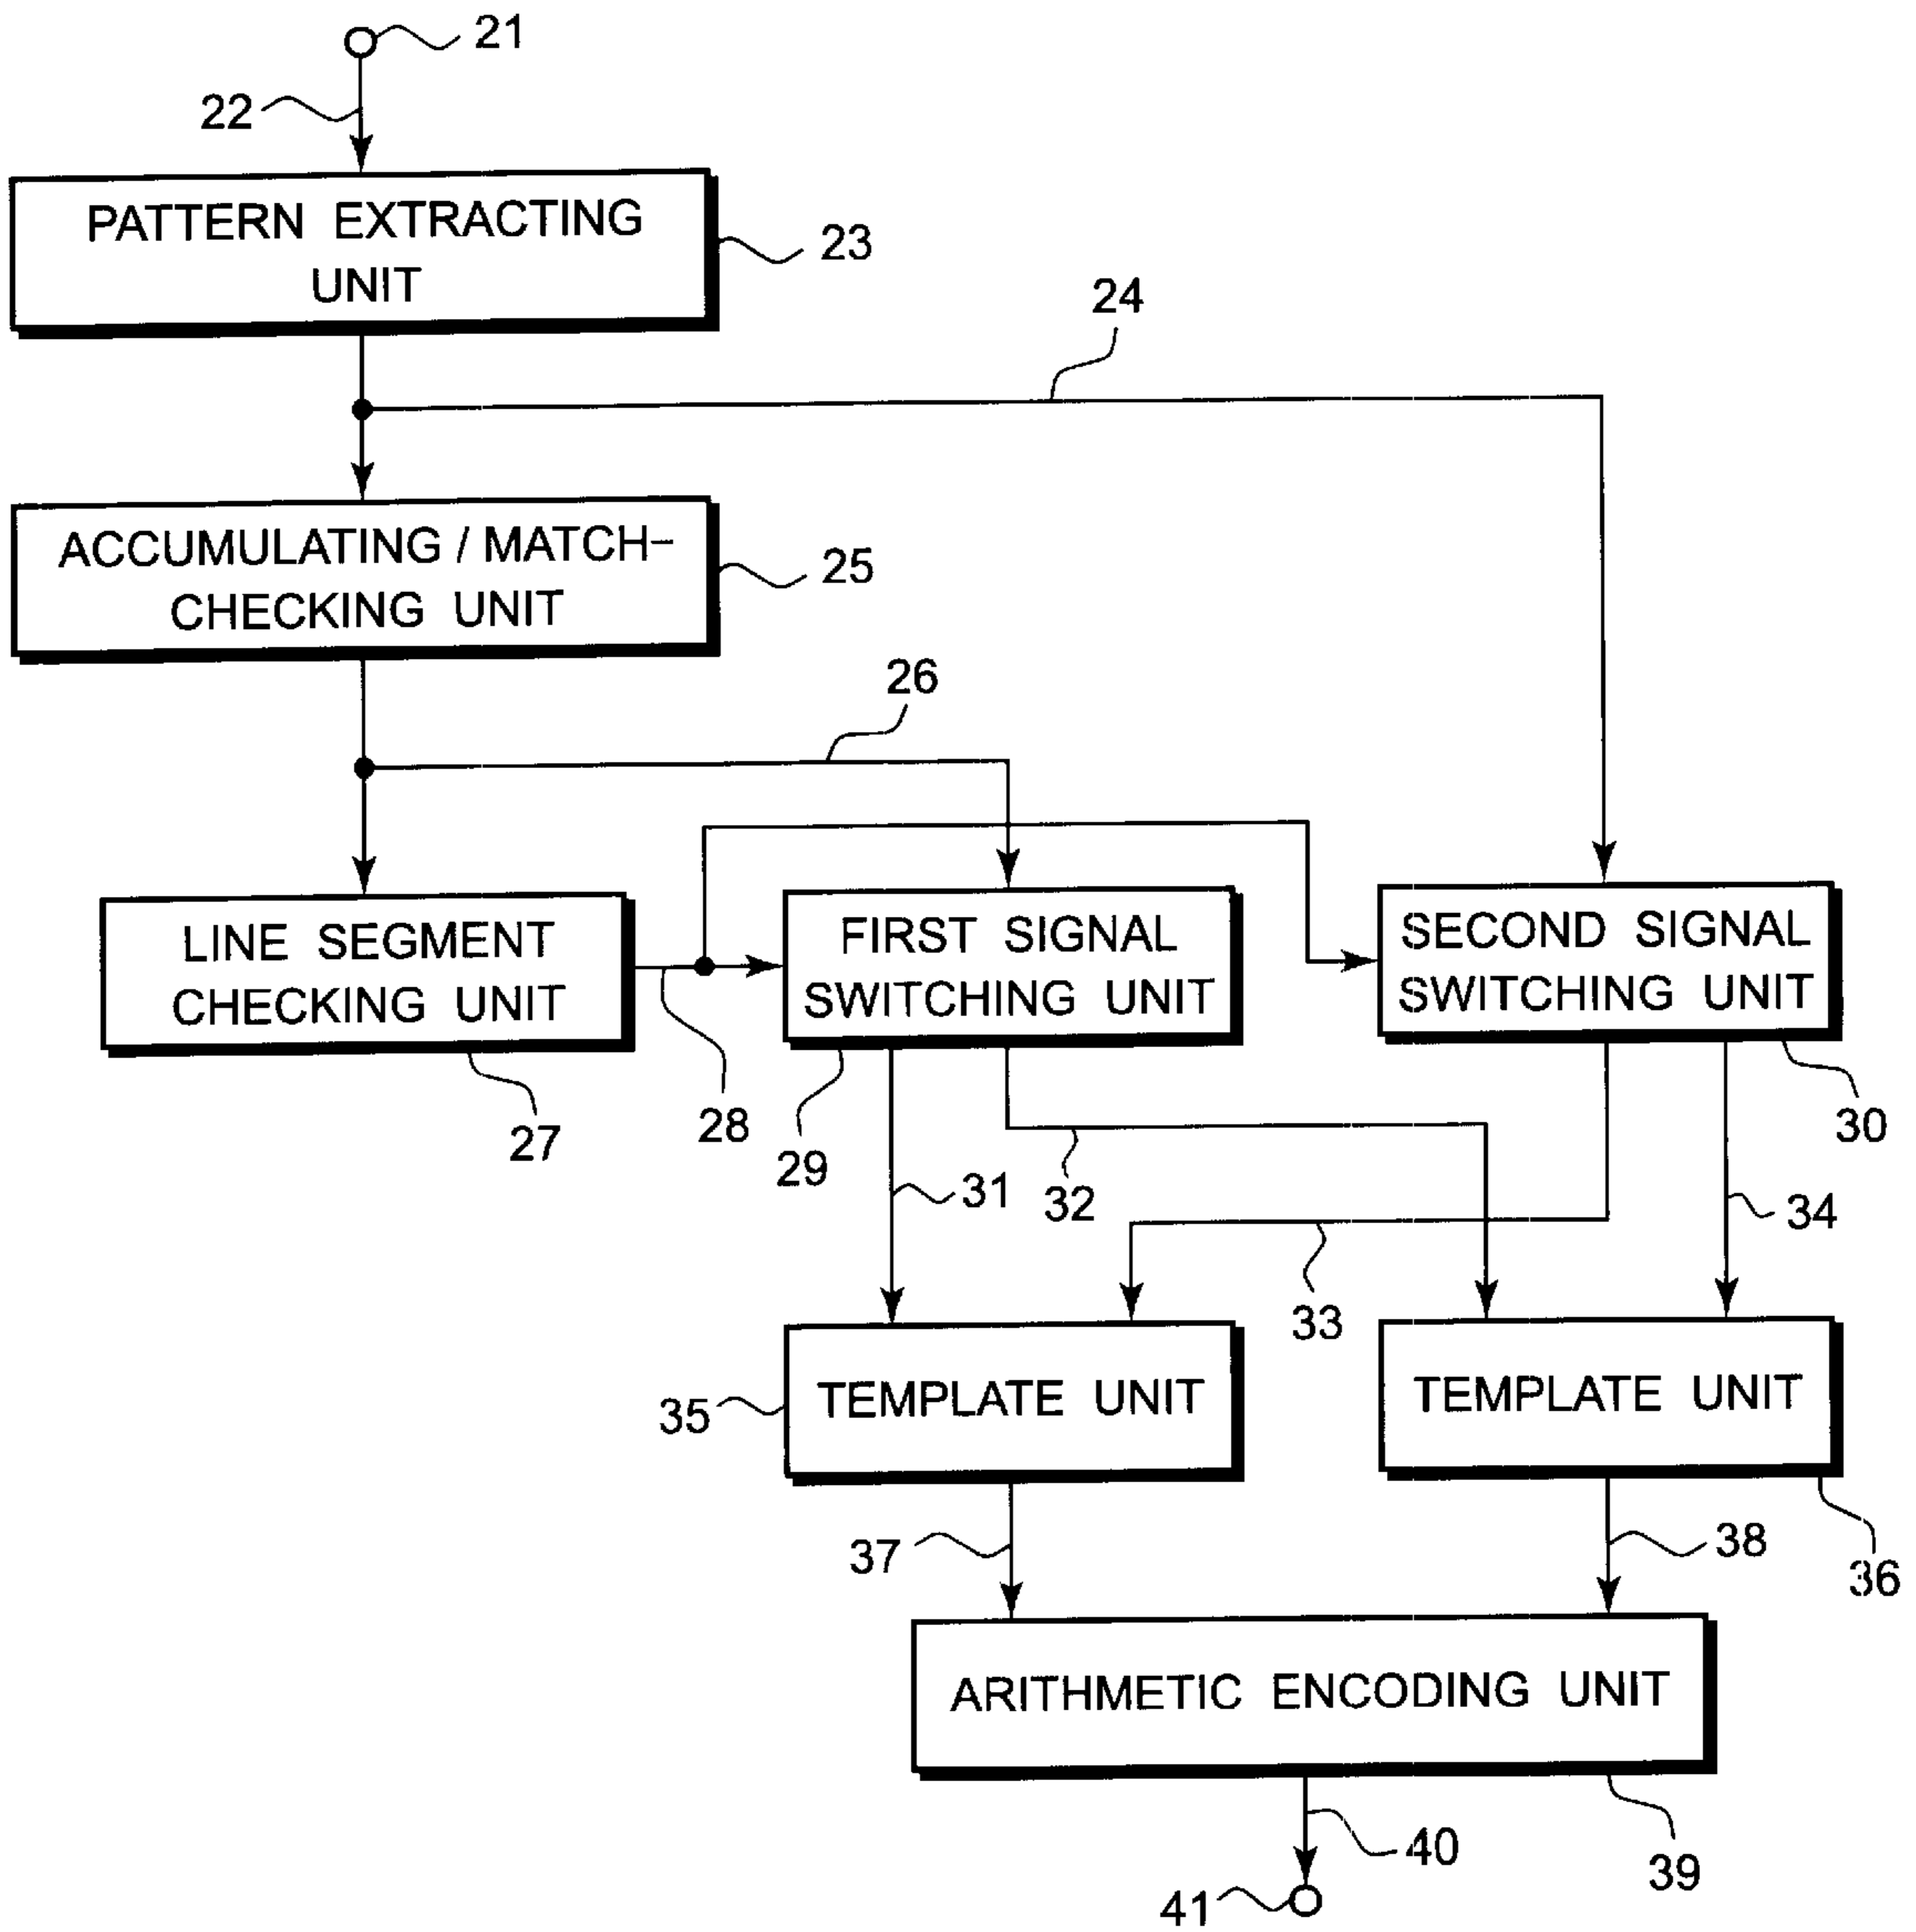 21
22
PATTERN EXTRACTING
UNIT
23
24
ACCUMULATING / MATCH-
CHECKING UNIT
25
26
LINE SEGMENT
CHECKING UNIT
FIRST SIGNAL
SWITCHING UNIT
SECOND SIGNAL
SWITCHING UNIT
27
28
29
30
31
32
33
34
35
TEMPLATE UNIT
TEMPLATE UNIT
36
37
38
ARITHMETIC ENCODING UNIT
39
40
41